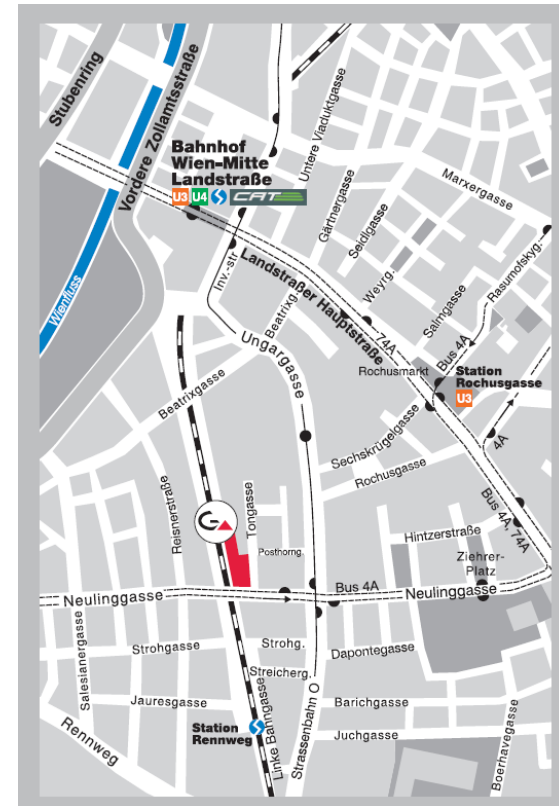 Stubenring
Vordere Zollamtsstraße
Wienfluss
Untere Viaduktgasse
Bahnhof
Wien-Mitte
Landstraße
U3 U4 CAT
Marxergasse
Gärtnergasse
Seidlgasse
Rasumofskyg.
Inv.-str
Landstraßer Hauptstraße
Weyrg.
Salmgasse
Beatrixg.
74A
Bus 4A
Ungargasse
Rochusmarkt
Station
Rochusgasse
U3
Beatrixgasse
Sechskrügelgasse
4A
Rochusgasse
Reisnerstraße
Tongasse
G
Bus 4A, 74A
Hintzerstraße
Posthorng.
Ziehrer-
Platz
Neulinggasse
Bus 4A
Neulinggasse
Salesianergasse
Strohgasse
Strohg.
Dapontegasse
Streicherg.
Jauresgasse
Barichgasse
Station
Rennweg
Linke Bahngasse
Strassenbahn O
Juchgasse
Rennweg
Boerhavegasse